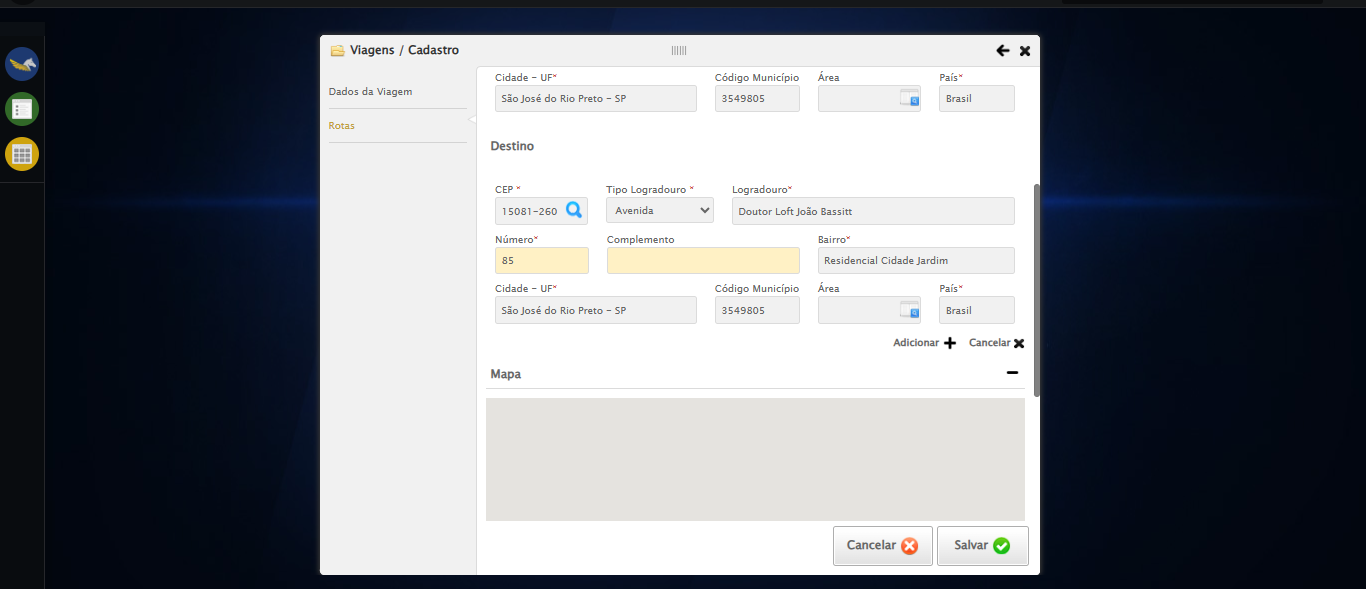 Viagens / Cadastro
Dados da Viagem
Rotas
Cidade - UF* Código Município Área País*
São José do Rio Preto - SP 3549805 Brasil
Destino
CEP * Tipo Logradouro * Logradouro*
15081-260 Avenida Doutor Loft João Bassitt
Número* Complemento Bairro*
85 Residencial Cidade Jardim
Cidade - UF* Código Município Área País*
São José do Rio Preto - SP 3549805 Brasil
Adicionar Cancelar
Mapa
Cancelar Salvar